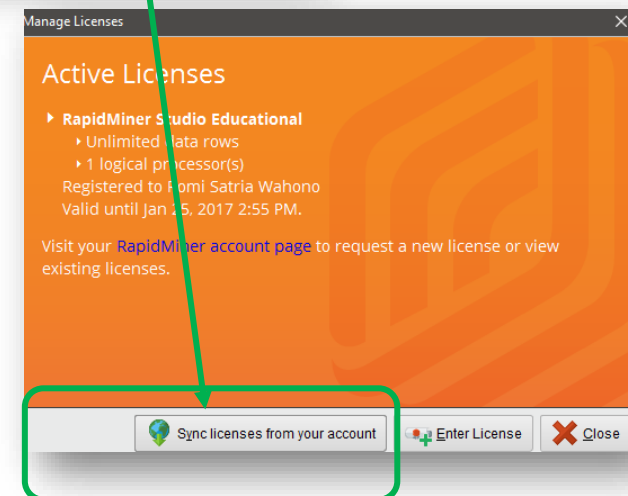 Manage Licenses
Active Licenses
RapidMiner Studio Educational
Unlimited data rows
1 logical processor(s)
Registered to Romi Satria Wahono
Valid until Jan 25, 2017 2:55 PM.
Visit your RapidMiner account page to request a new license or view
existing licenses.
Sync licenses from your account
Enter License
Close